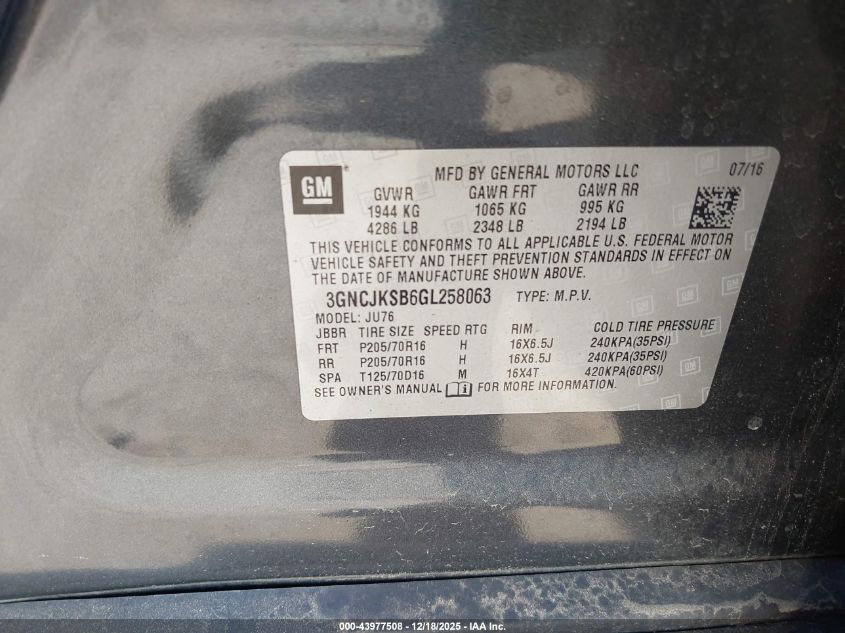 GM
MFD BY GENERAL MOTORS LLC 07/16
GVWR GAWR FRT GAWR RR
1944 KG 1065 KG 995 KG
4286 LB 2348 LB 2194 LB
THIS VEHICLE CONFORMS TO ALL APPLICABLE U.S. FEDERAL MOTOR
VEHICLE SAFETY AND THEFT PREVENTION STANDARDS IN EFFECT ON
THE DATE OF MANUFACTURE SHOWN ABOVE.
3GNCJKSB6GL258063 TYPE: M.P.V.
MODEL: JU76
JBBR TIRE SIZE SPEED RTG RIM COLD TIRE PRESSURE
FRT P205/70R16 H 16X6.5J 240KPA(35PSI)
RR P205/70R16 H 16X6.5J 240KPA(35PSI)
SPA T125/70D16 M 16X4T 420KPA(60PSI)
SEE OWNER'S MANUAL FOR MORE INFORMATION.
000-43977508 - 12/18/2025 - IAA Inc.